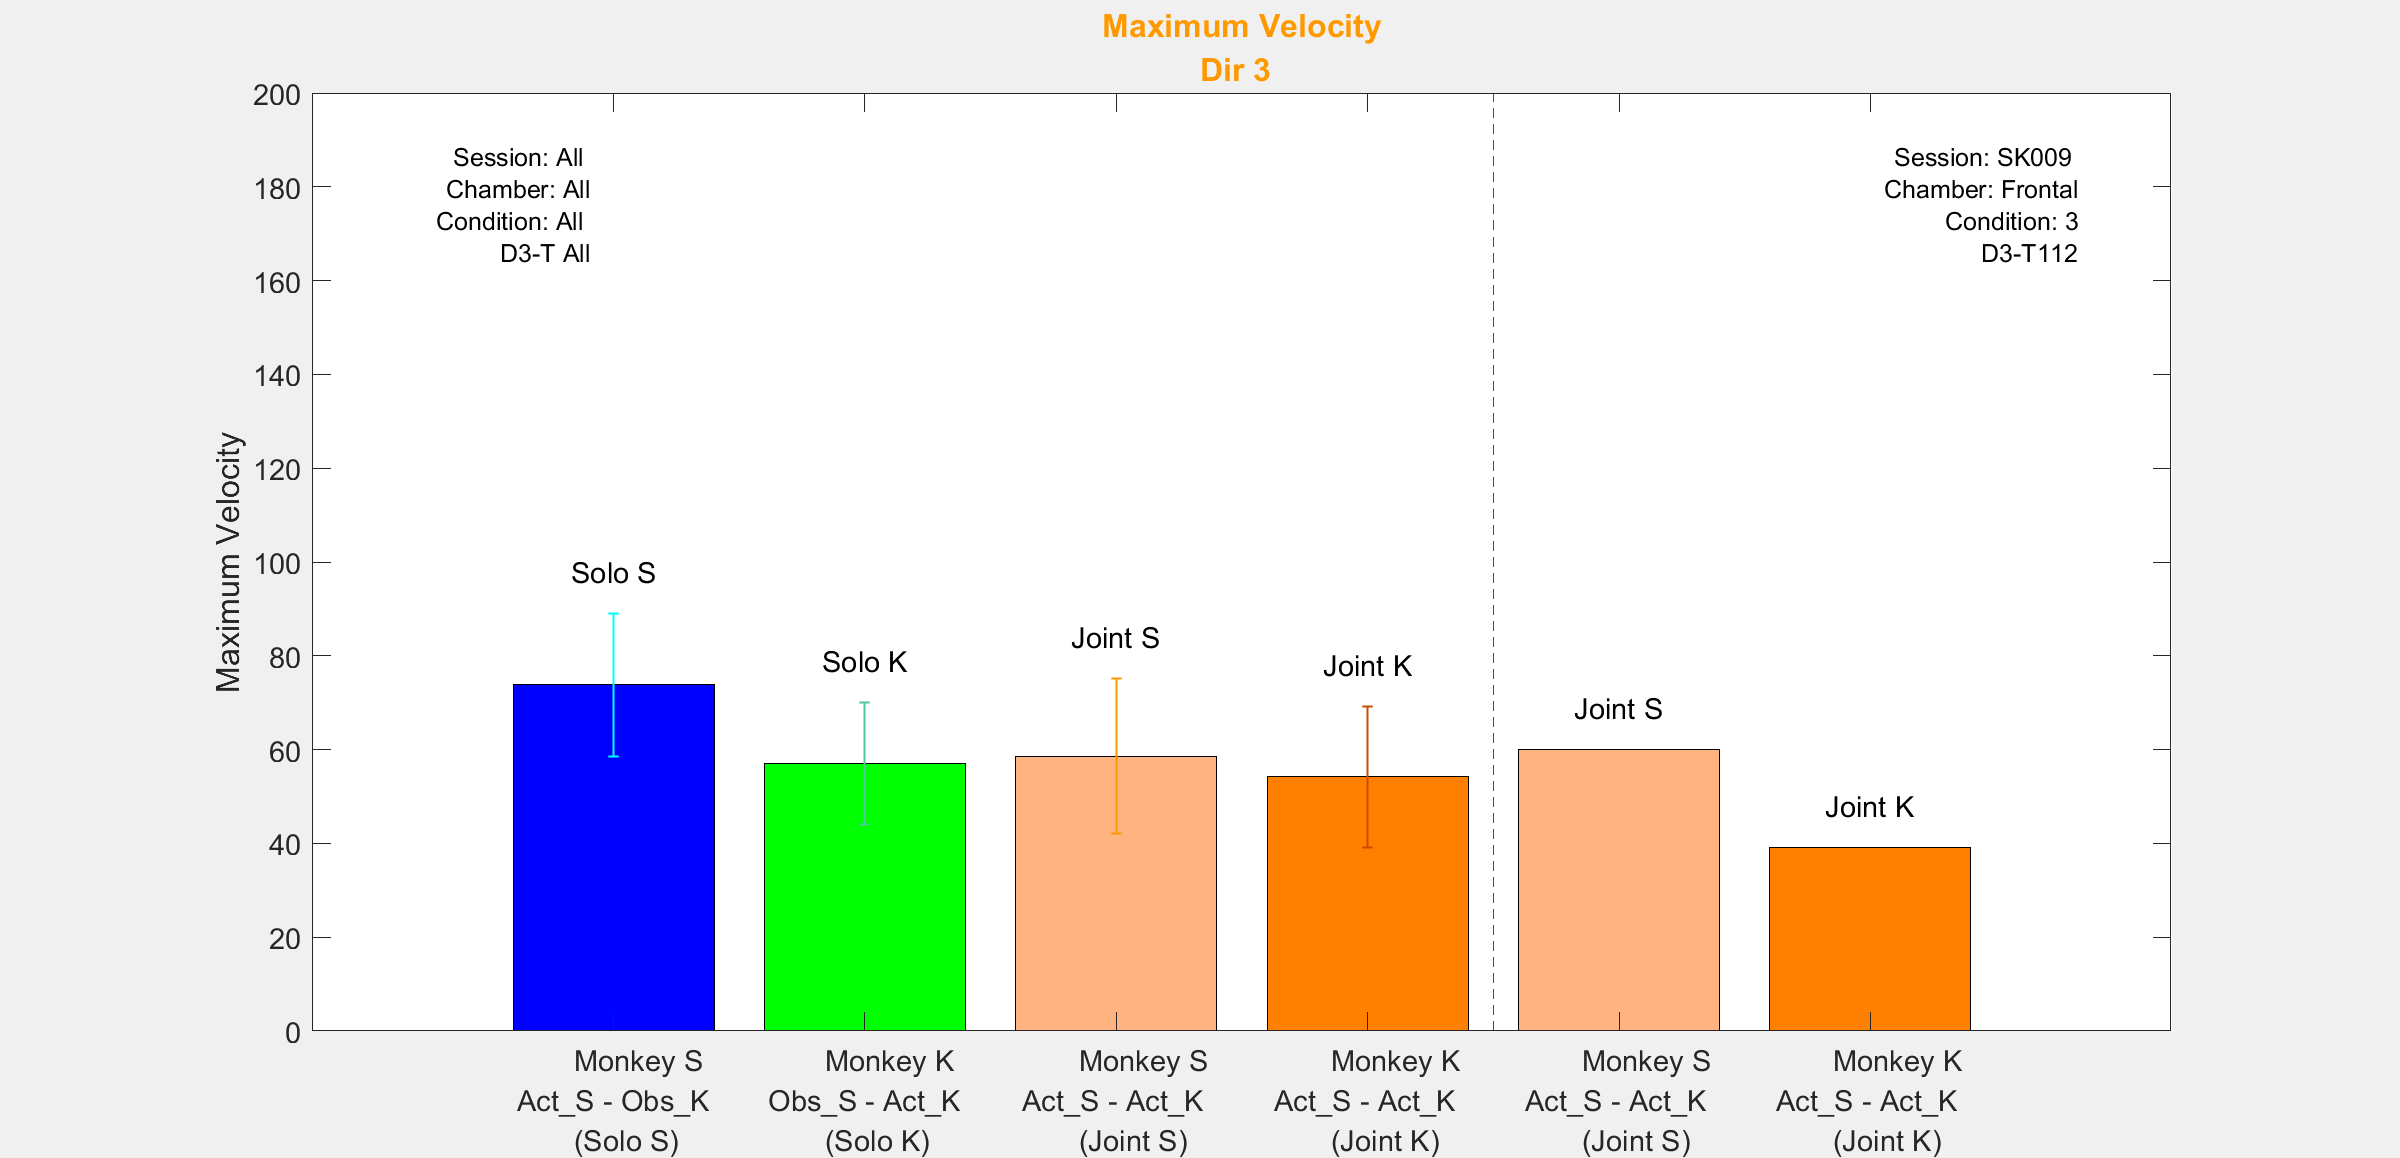 Maximum Velocity
Dir 3
Maximum Velocity
200
180
160
140
120
100
80
60
40
20
0
Session: All
Chamber: All
Condition: All
D3-T All
Session: SK009
Chamber: Frontal
Condition: 3
D3-T112
Solo S
Solo K
Joint S
Joint K
Joint S
Joint K
Monkey S
Act_S - Obs_K
(Solo S)
Monkey K
Obs_S - Act_K
(Solo K)
Monkey S
Act_S - Act_K
(Joint S)
Monkey K
Act_S - Act_K
(Joint K)
Monkey S
Act_S - Act_K
(Joint S)
Monkey K
Act_S - Act_K
(Joint K)